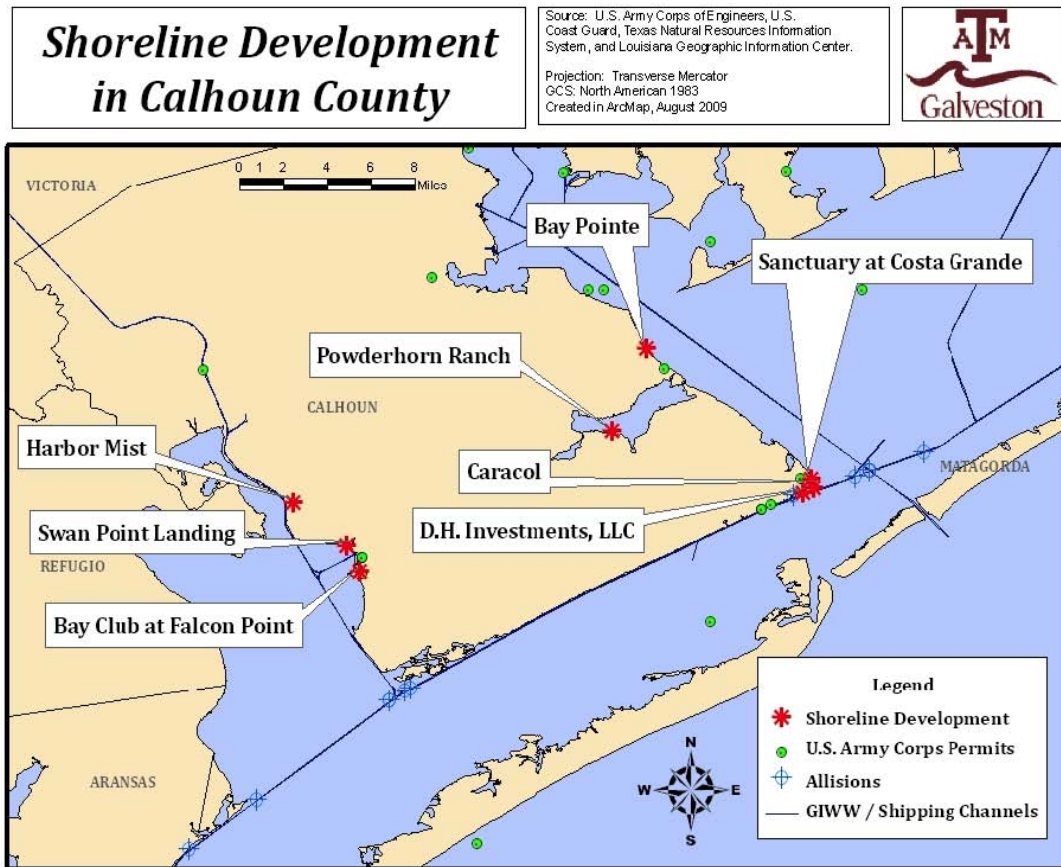 Shoreline Development
in Calhoun County
Source: U.S. Army Corps of Engineers, U.S.
Coast Guard, Texas Natural Resources Information
System, and Louisiana Geographic Information Center.
Projection: Transverse Mercator
GCS: North American 1983
Created in ArcMap, August 2009
ATM
Galveston
0 1 2 4 6 8
Miles
VICTORIA
Bay Pointe
Sanctuary at Costa Grande
Powderhorn Ranch
CALHOUN
Harbor Mist
Caracol
MATAGORDA
D.H. Investments, LLC
Swan Point Landing
REFUGIO
Bay Club at Falcon Point
ARANSAS
N
W E
S
Legend
Shoreline Development
U.S. Army Corps Permits
Allisions
GIWW / Shipping Channels